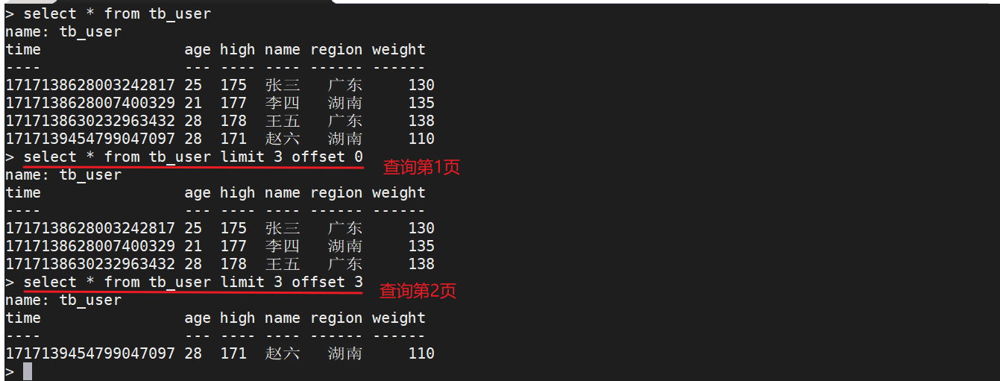 > select * from tb_user
name: tb_user
time                age high name region weight
----                --- ---- ---- ------ ------
1717138628003242817 25  175  张三   广东     130
1717138628007400329 21  177  李四   湖南     135
1717138630232963432 28  178  王五   广东     138
1717139454799047097 28  171  赵六   湖南     110
> select * from tb_user limit 3 offset 0 查询第1页
name: tb_user
time                age high name region weight
----                --- ---- ---- ------ ------
1717138628003242817 25  175  张三   广东     130
1717138628007400329 21  177  李四   湖南     135
1717138630232963432 28  178  王五   广东     138
> select * from tb_user limit 3 offset 3 查询第2页
name: tb_user
time                age high name region weight
----                --- ---- ---- ------ ------
1717139454799047097 28  171  赵六   湖南     110
>